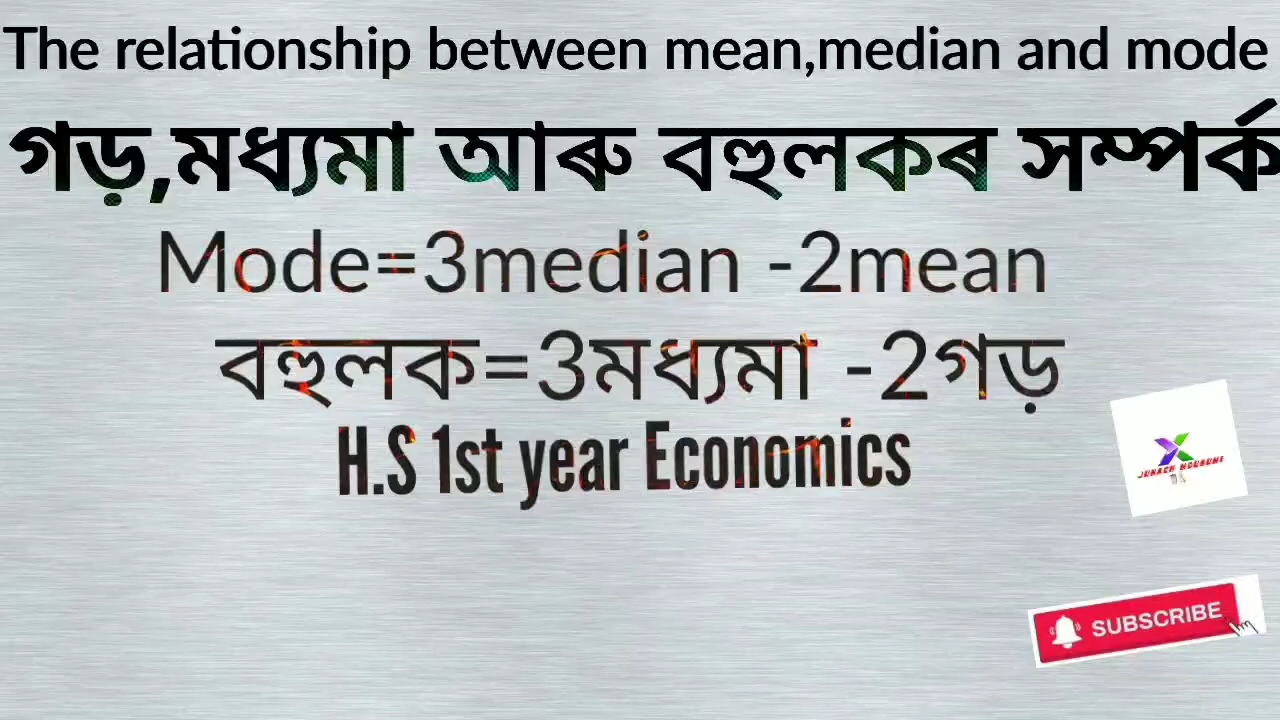 The relationship between mean,median and mode
গড়,মধ্যমা আৰু বহুলকৰ সম্পৰ্ক
Mode=3median -2mean
বহুলক=3মধ্যমা -2গড়
H.S 1st year Economics
SUBSCRIBE